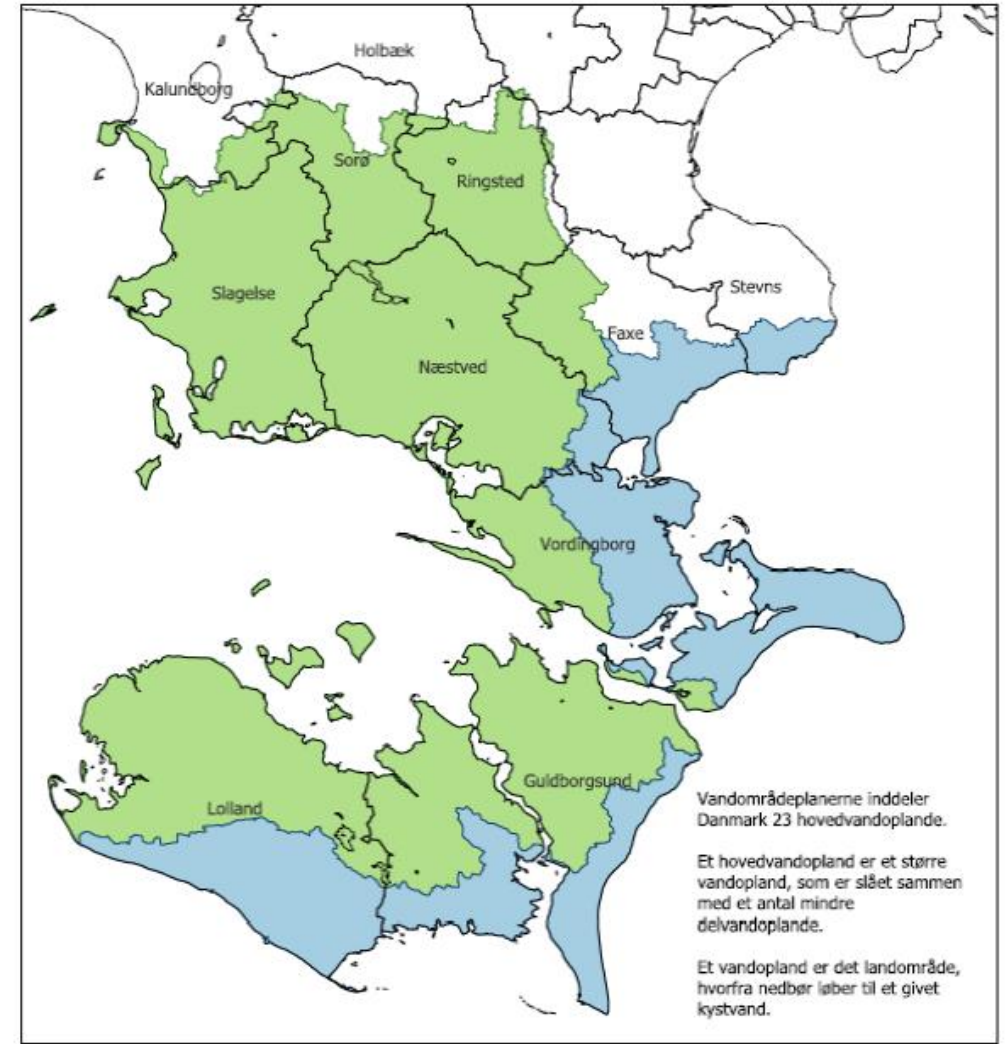 Holbæk
Kalundborg
Sorø
Ringsted
Slagelse
Stevns
Faxe
Næstved
Vordingborg
Guldborgsund
Lolland
Vandområdeplanerne inddeler
Danmark 23 hovedvandoplande.
Et hovedvandopland er et større
vandopland, som er slået sammen
med et antal mindre
delvandoplande.
Et vandopland er det landområde,
hvorfra nedbør løber til et givet
kystvand.